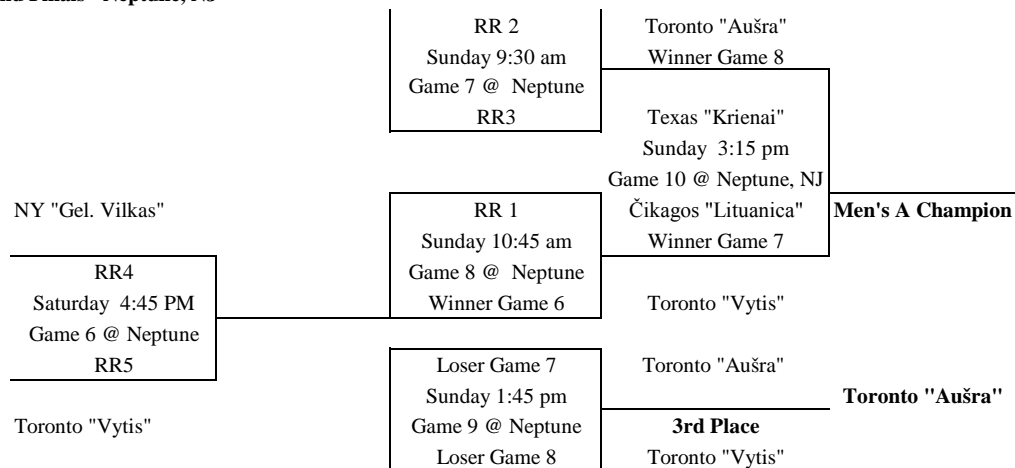 RR 2 Toronto "Aušra"
Sunday 9:30 am Winner Game 8
Game 7 @ Neptune
RR3 Texas "Krienai"
Sunday 3:15 pm
Game 10 @ Neptune, NJ
NY "Gel. Vilkas" RR 1 Čikagos "Lituanica" Men's A Champion
Sunday 10:45 am Winner Game 7
RR4 Game 8 @ Neptune
Saturday 4:45 PM Winner Game 6 Toronto "Vytis"
Game 6 @ Neptune
RR5 Loser Game 7 Toronto "Aušra"
Sunday 1:45 pm Toronto "Aušra"
Toronto "Vytis" Game 9 @ Neptune 3rd Place
Loser Game 8 Toronto "Vytis"